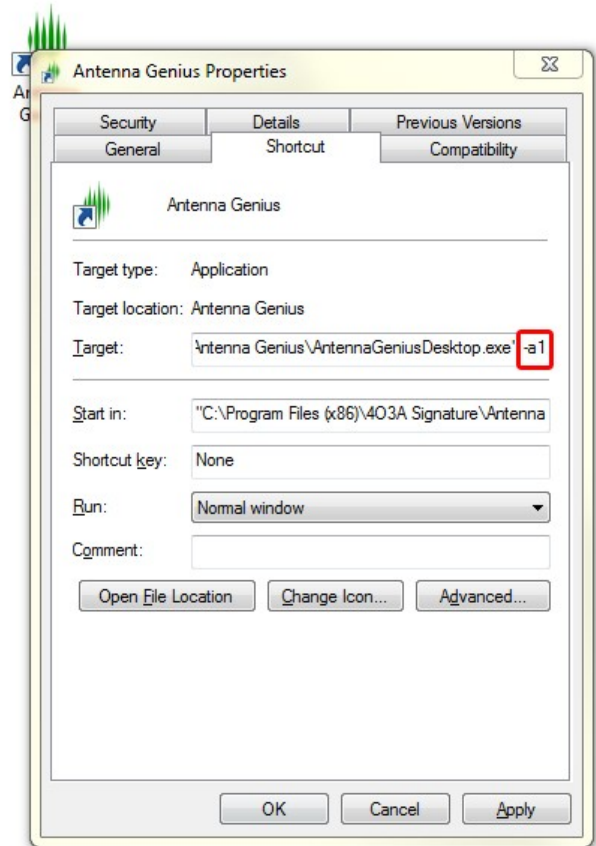 Antenna Genius Properties
Security Details Previous Versions
General Shortcut Compatibility
Antenna Genius
Target type: Application
Target location: Antenna Genius
Target: Antenna Genius\AntennaGeniusDesktop.exe" -a1
Start in: "C:\Program Files (x86)\4O3A Signature\Antenna
Shortcut key: None
Run: Normal window
Comment:
Open File Location Change Icon... Advanced...
OK Cancel Apply